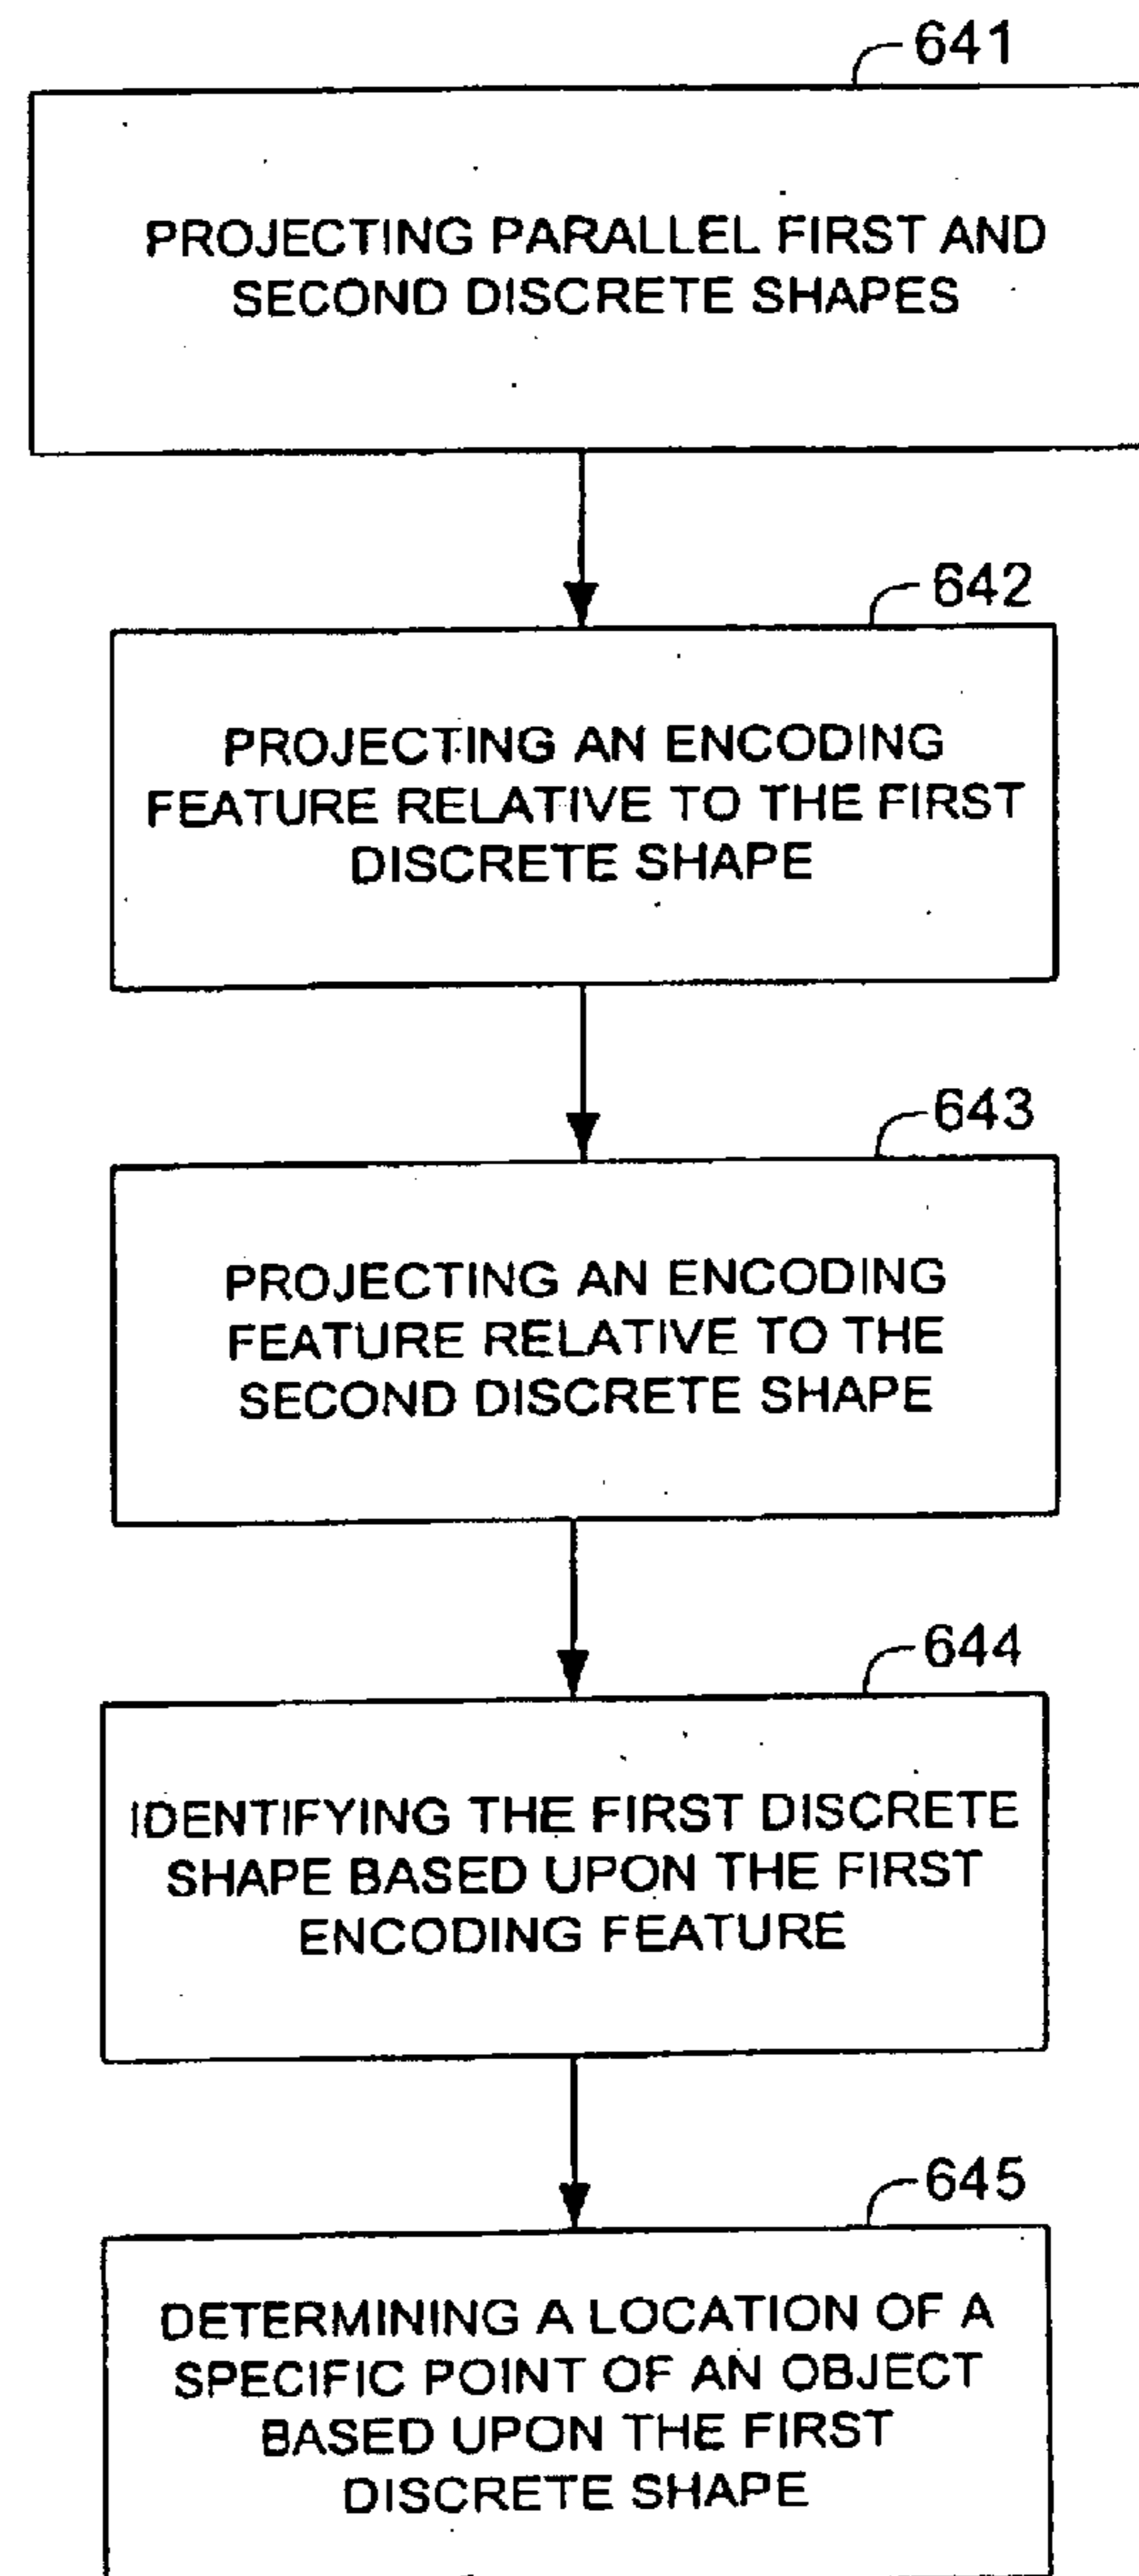 641
PROJECTING PARALLEL FIRST AND
SECOND DISCRETE SHAPES
642
PROJECTING AN ENCODING
FEATURE RELATIVE TO THE FIRST
DISCRETE SHAPE
643
PROJECTING AN ENCODING
FEATURE RELATIVE TO THE
SECOND DISCRETE SHAPE
644
IDENTIFYING THE FIRST DISCRETE
SHAPE BASED UPON THE FIRST
ENCODING FEATURE
645
DETERMINING A LOCATION OF A
SPECIFIC POINT OF AN OBJECT
BASED UPON THE FIRST
DISCRETE SHAPE